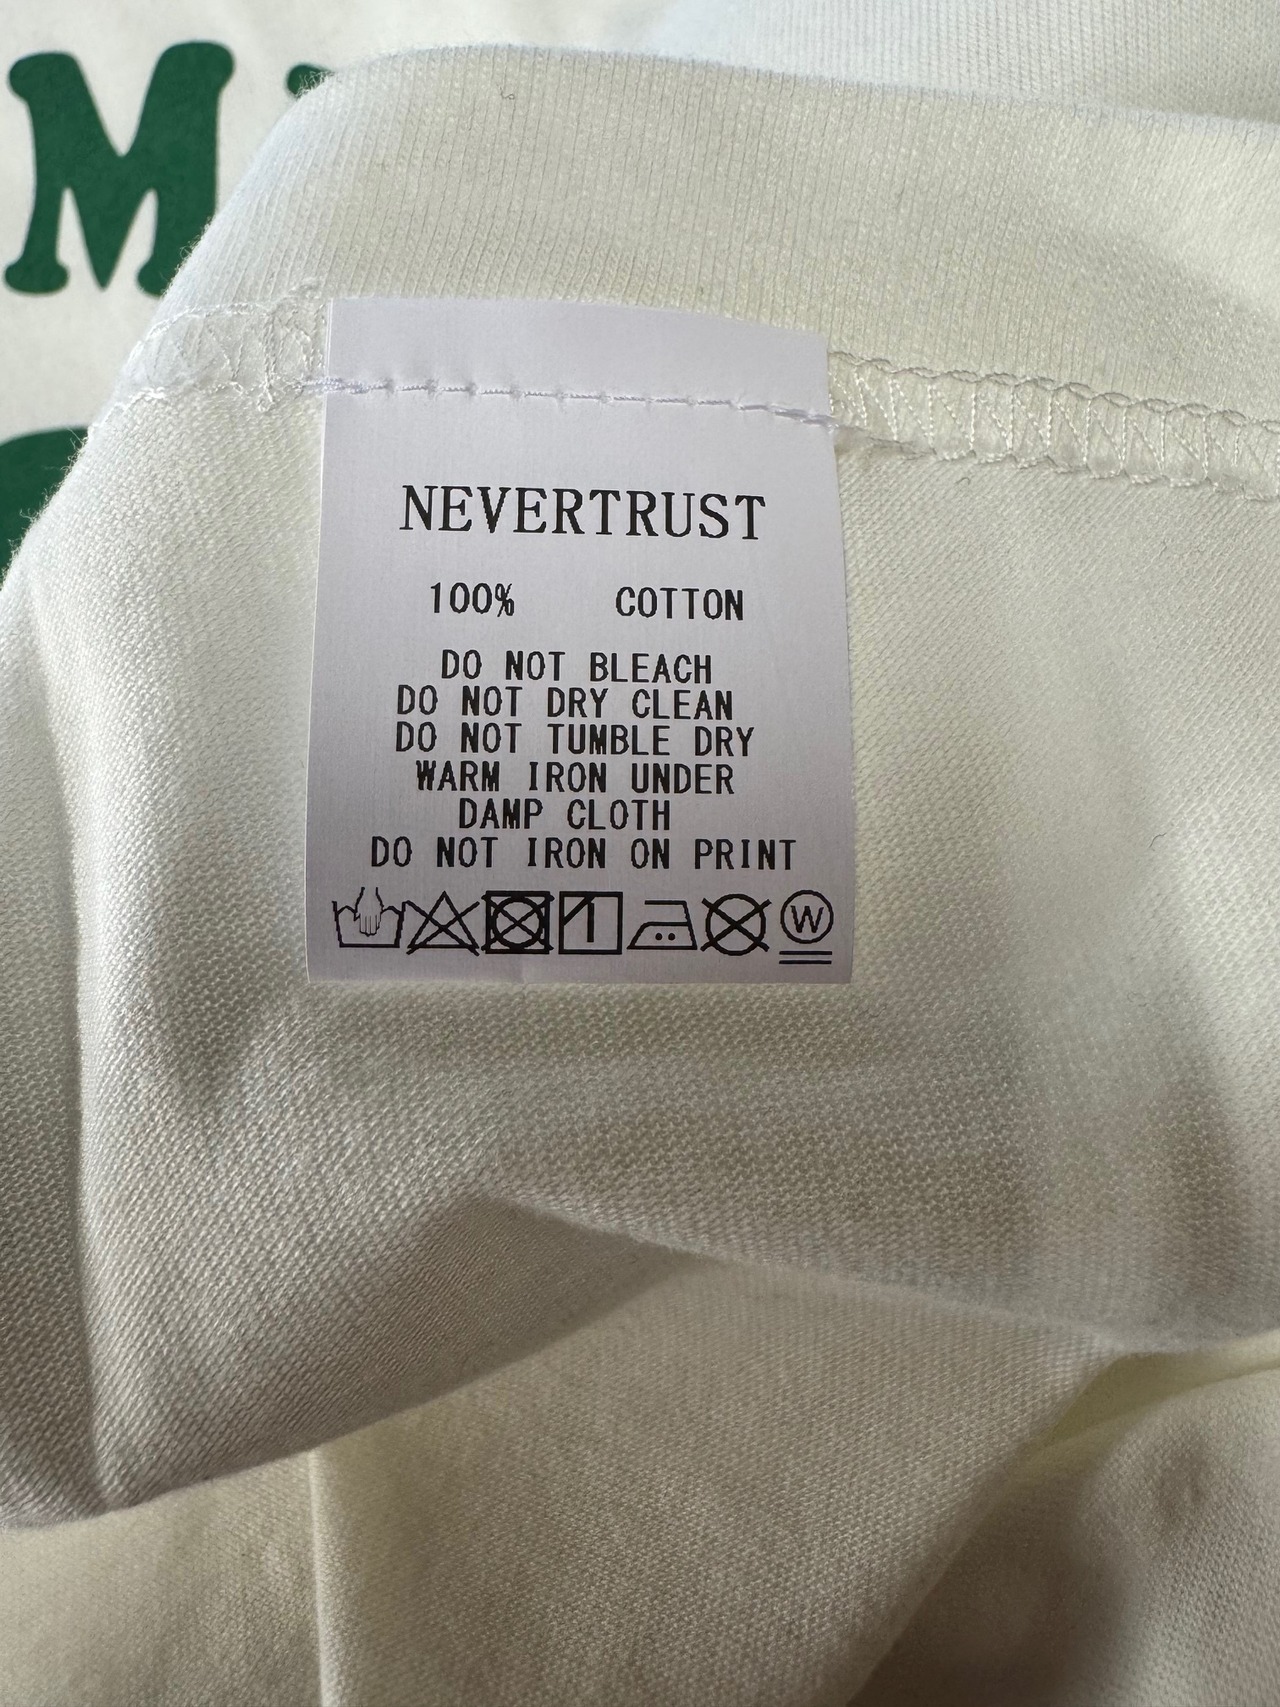 M
NEVERTRUST
100% COTTON
DO NOT BLEACH
DO NOT DRY CLEAN
DO NOT TUMBLE DRY
WARM IRON UNDER
DAMP CLOTH
DO NOT IRON ON PRINT
1 W